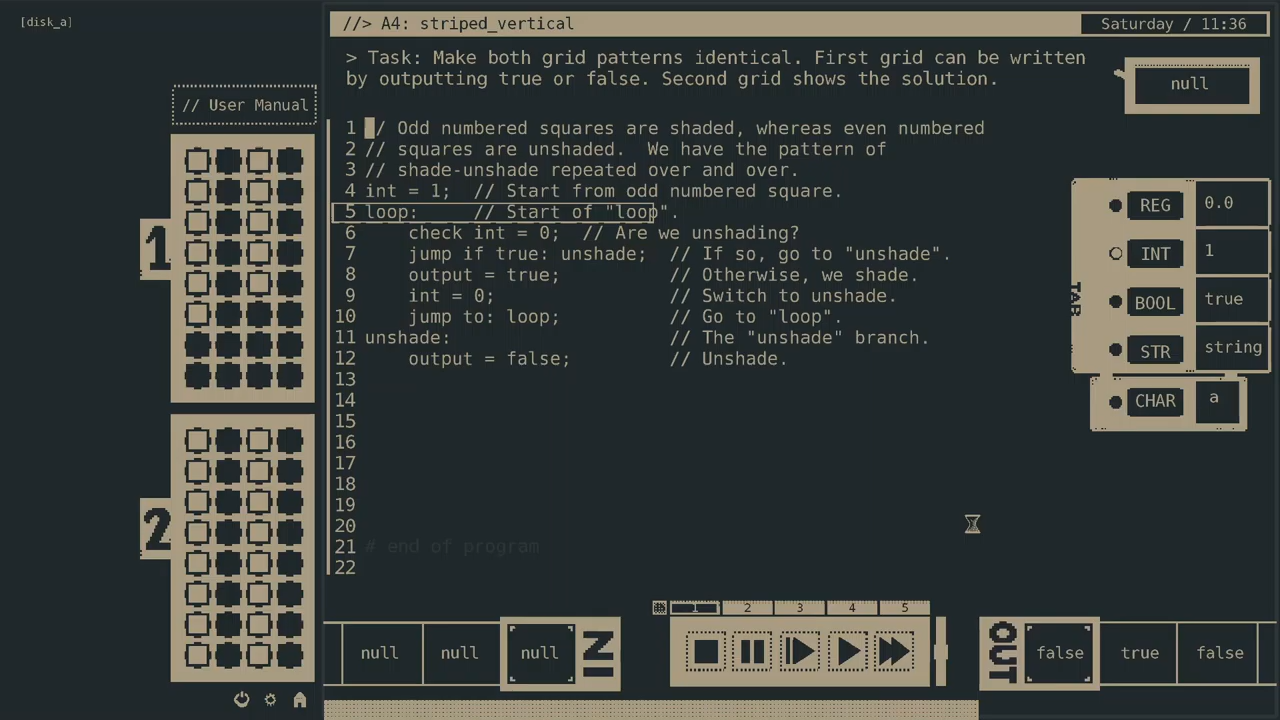 [disk_a]
//> A4: striped_vertical
Saturday / 11:36
> Task: Make both grid patterns identical. First grid can be written
by outputting true or false. Second grid shows the solution.
null
// User Manual
1
2
1 // Odd numbered squares are shaded, whereas even numbered
2 // squares are unshaded.  We have the pattern of
3 // shade-unshade repeated over and over.
4 int = 1;  // Start from odd numbered square.
5 loop:     // Start of "loop".
6     check int = 0;  // Are we unshading?
7     jump if true: unshade;  // If so, go to "unshade".
8     output = true;          // Otherwise, we shade.
9     int = 0;                // Switch to unshade.
10     jump to: loop;          // Go to "loop".
11 unshade:                    // The "unshade" branch.
12     output = false;         // Unshade.
13
14
15
16
17
18
19
20
21 # end of program
22
TAB
REG 0.0
INT 1
BOOL true
STR string
CHAR a
1 2 3 4 5
null null null IN
OUT false true false